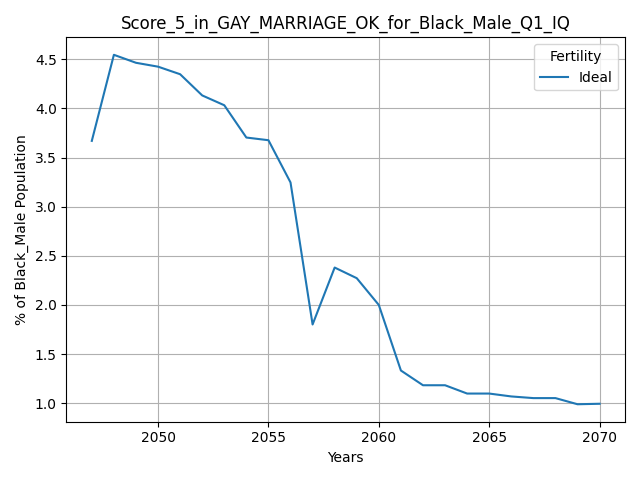 Score_5_in_GAY_MARRIAGE_OK_for_Black_Male_Q1_IQ
Fertility
Ideal
4.5
4.0
3.5
3.0
2.5
2.0
1.5
1.0
% of Black_Male Population
2050
2055
2060
2065
2070
Years